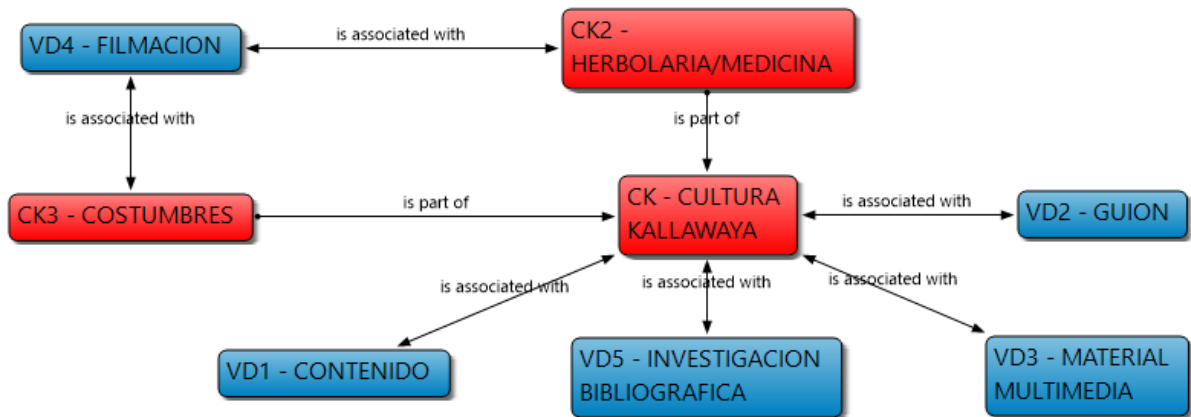 VD4 - FILMACION
is associated with
CK2 -
HERBOLARIA/MEDICINA
is associated with
is part of
CK3 - COSTUMBRES
is part of
CK - CULTURA
KALLAWAYA
is associated with
VD2 - GUION
is associated with
is associated with
is associated with
VD1 - CONTENIDO
VD5 - INVESTIGACION
BIBLIOGRAFICA
VD3 - MATERIAL
MULTIMEDIA